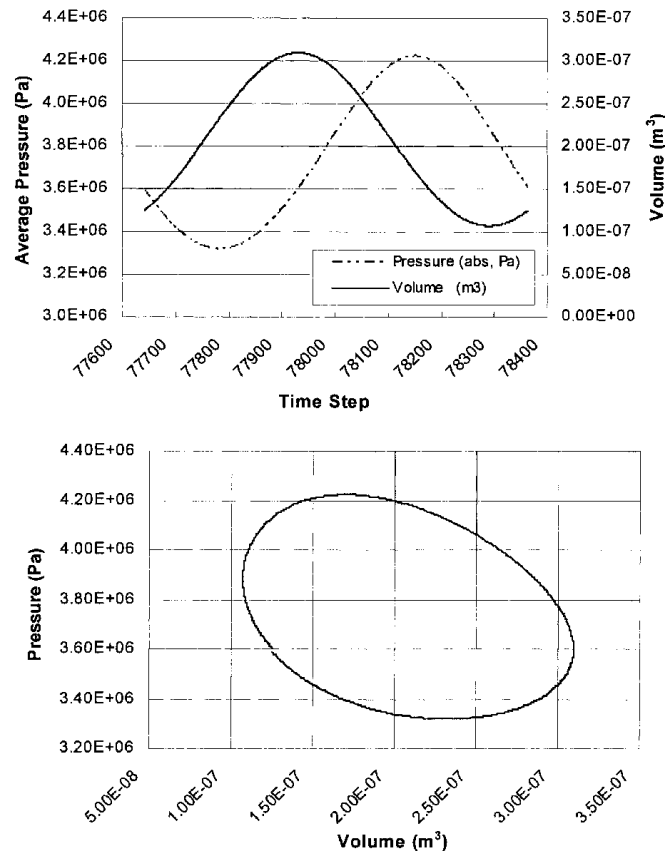 4.4E+06
4.2E+06
4.0E+06
3.8E+06
3.6E+06
3.4E+06
3.2E+06
3.0E+06
Average Pressure (Pa)
3.50E-07
3.00E-07
2.50E-07
2.00E-07
1.50E-07
1.00E-07
5.00E-08
0.00E+00
Volume (m³)
Pressure (abs, Pa)
Volume (m3)
77600
77700
77800
77900
78000
78100
78200
78300
78400
Time Step
4.40E+06
4.20E+06
4.00E+06
3.80E+06
3.60E+06
3.40E+06
3.20E+06
Pressure (Pa)
5.00E-08
1.00E-07
1.50E-07
2.00E-07
2.50E-07
3.00E-07
3.50E-07
Volume (m³)